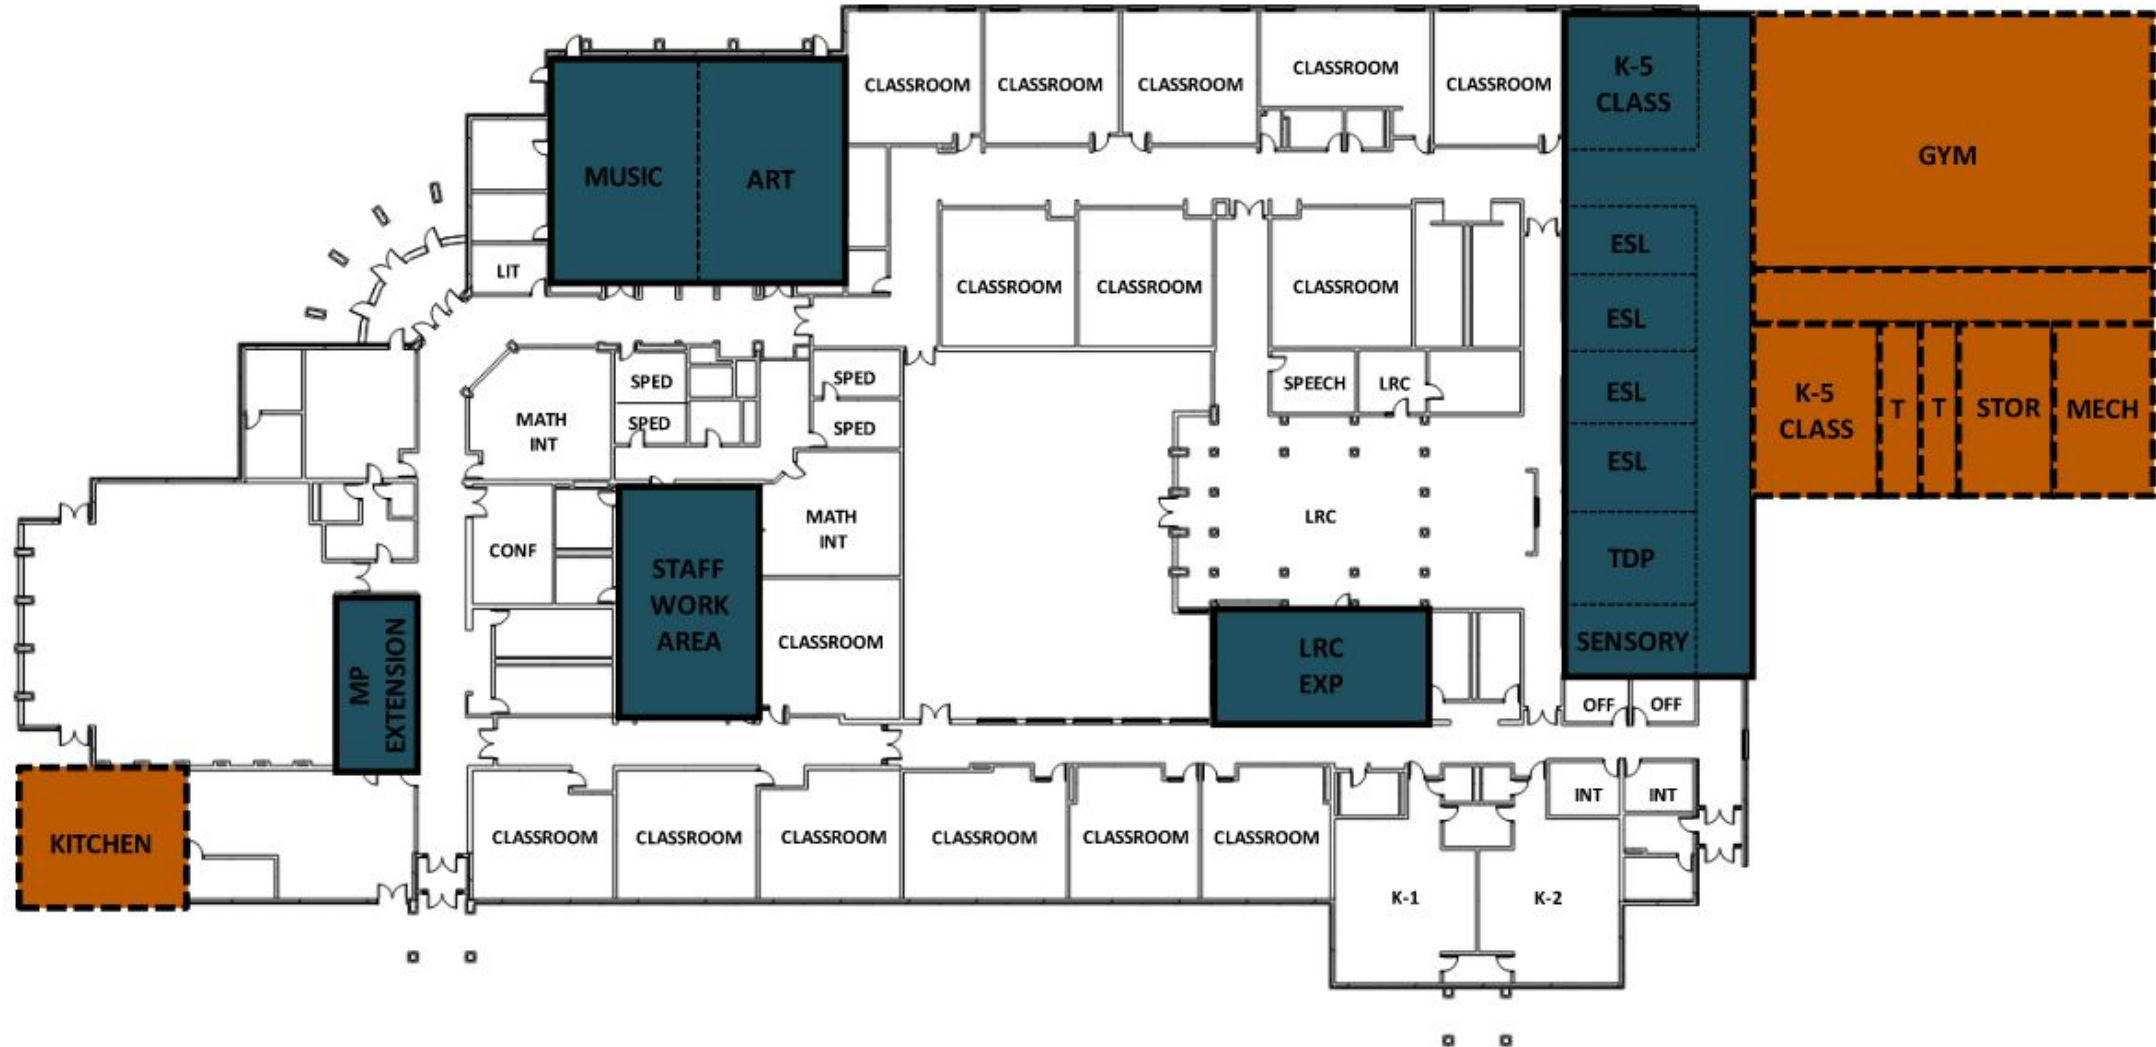 CLASSROOM
CLASSROOM
CLASSROOM
CLASSROOM
CLASSROOM
K-5
CLASS
GYM
MUSIC
ART
LIT
ESL
CLASSROOM
CLASSROOM
CLASSROOM
ESL
SPED
SPED
SPEECH
LRC
ESL
K-5
CLASS
T
T
STOR
MECH
MATH
INT
SPED
SPED
ESL
MATH
INT
LRC
CONF
STAFF
WORK
AREA
TDP
CLASSROOM
LRC
EXP
SENSORY
MP
EXTENSION
OFF
OFF
INT
INT
KITCHEN
CLASSROOM
CLASSROOM
CLASSROOM
CLASSROOM
CLASSROOM
CLASSROOM
K-1
K-2